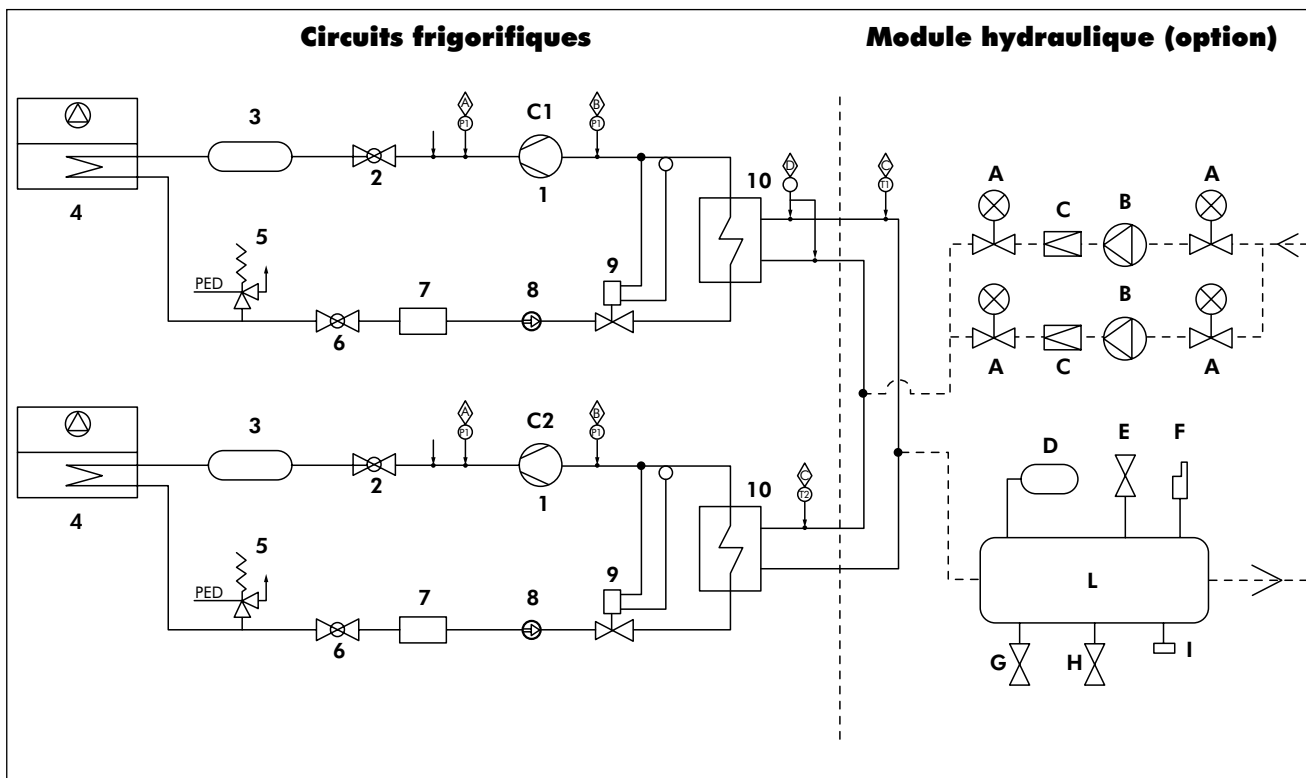 Circuits frigorifiques
Module hydraulique (option)
3
2
A
P1
C1
1
B
P1
4
5
PED
6
7
8
9
10
D
C
T1
A
C
B
A
A
C
B
A
3
2
A
P1
C2
1
B
P1
4
5
PED
6
7
8
9
10
C
T2
D
E
F
L
G
H
I